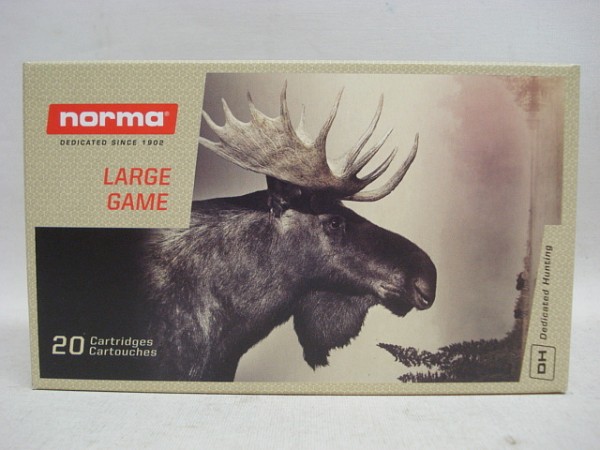 norma®
DEDICATED SINCE 1902
LARGE
GAME
20 Cartridges
Cartouches
DH Dedicated Hunting